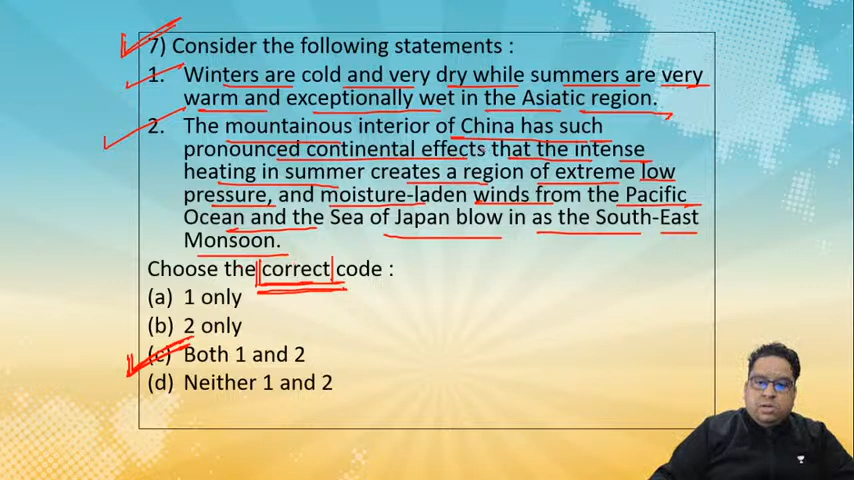 7) Consider the following statements :
1. Winters are cold and very dry while summers are very
warm and exceptionally wet in the Asiatic region.
2. The mountainous interior of China has such
pronounced continental effects that the intense
heating in summer creates a region of extreme low
pressure, and moisture-laden winds from the Pacific
Ocean and the Sea of Japan blow in as the South-East
Monsoon.
Choose the correct code :
(a) 1 only
(b) 2 only
(c) Both 1 and 2
(d) Neither 1 and 2